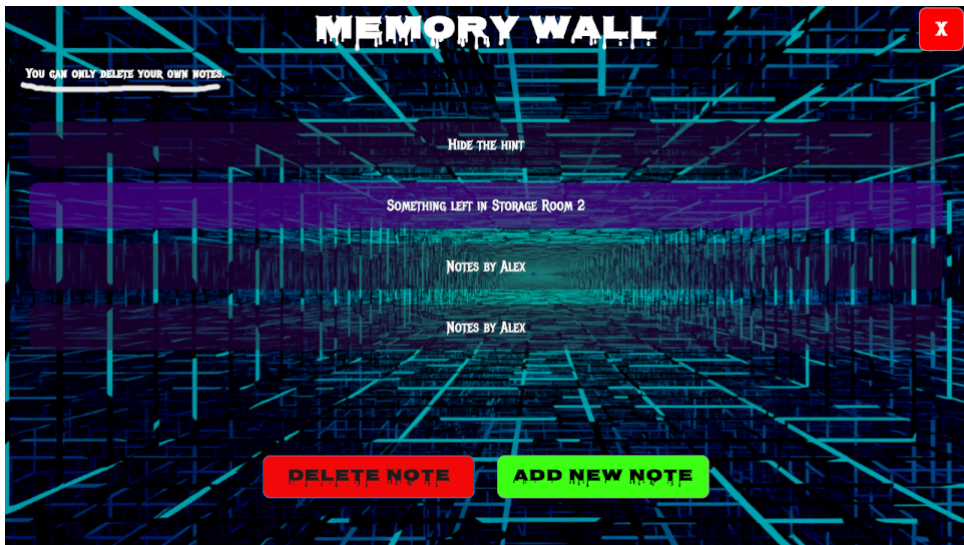 MEMORY WALL
X
You can only delete your own notes.
Hide the hint
Something left in Storage Room 2
Notes by Alex
Notes by Alex
DELETE NOTE
ADD NEW NOTE